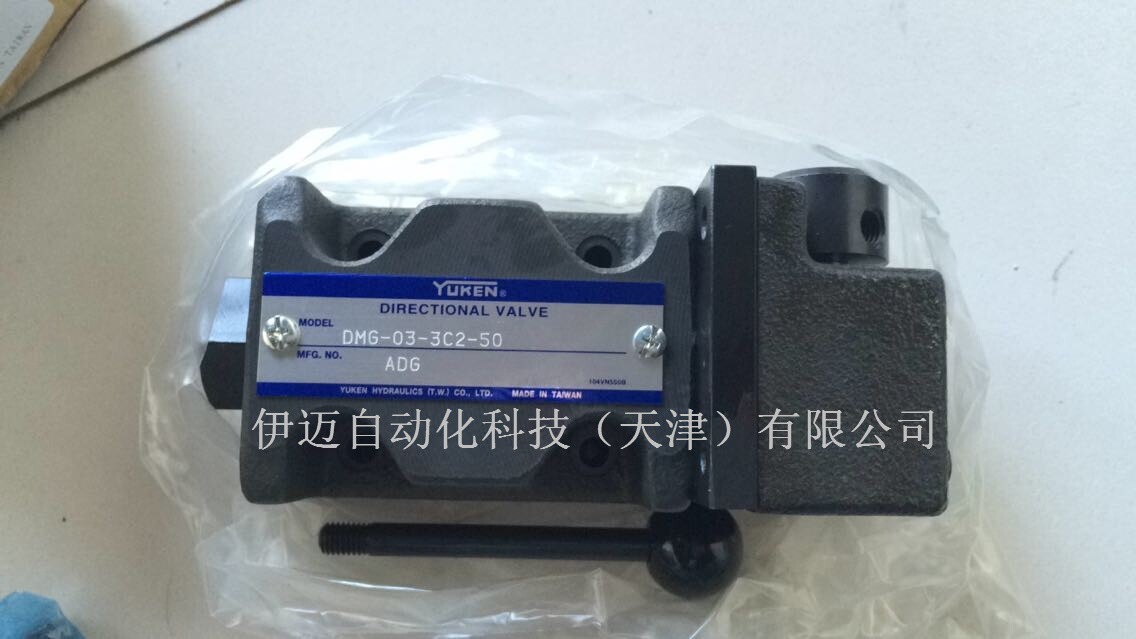 TAIWAN
YUKEN®
DIRECTIONAL VALVE
MODEL
DMG-03-3C2-50
MFG. NO.
ADG
YUKEN HYDRAULICS (T.W.) CO., LTD. MADE IN TAIWAN
伊迈自动化科技（天津）有限公司